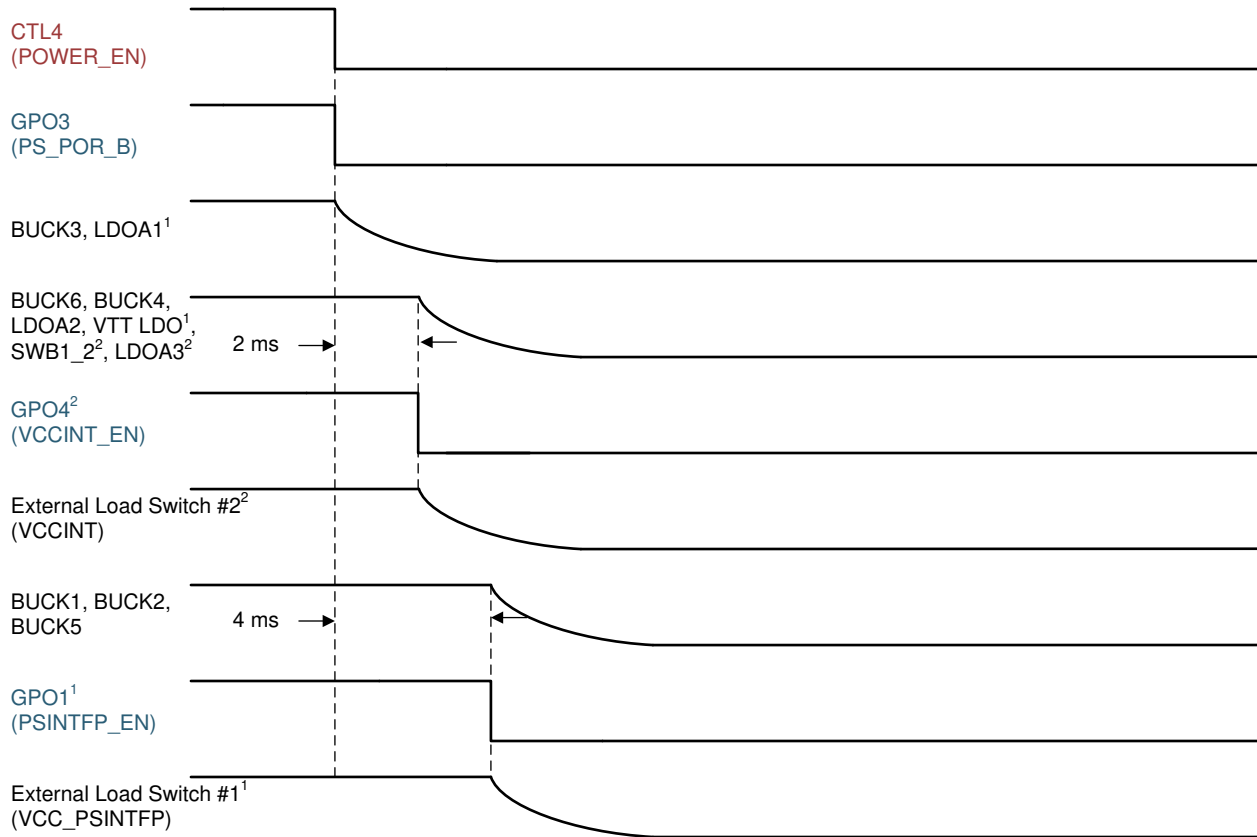 CTL4
(POWER_EN)
GPO3
(PS_POR_B)
BUCK3, LDOA1¹
BUCK6, BUCK4,
LDOA2, VTT LDO¹,
SWB1_2², LDOA3²
2 ms
GPO4²
(VCCINT_EN)
External Load Switch #2²
(VCCINT)
BUCK1, BUCK2,
BUCK5
4 ms
GPO1¹
(PSINTFP_EN)
External Load Switch #1¹
(VCC_PSINTFP)